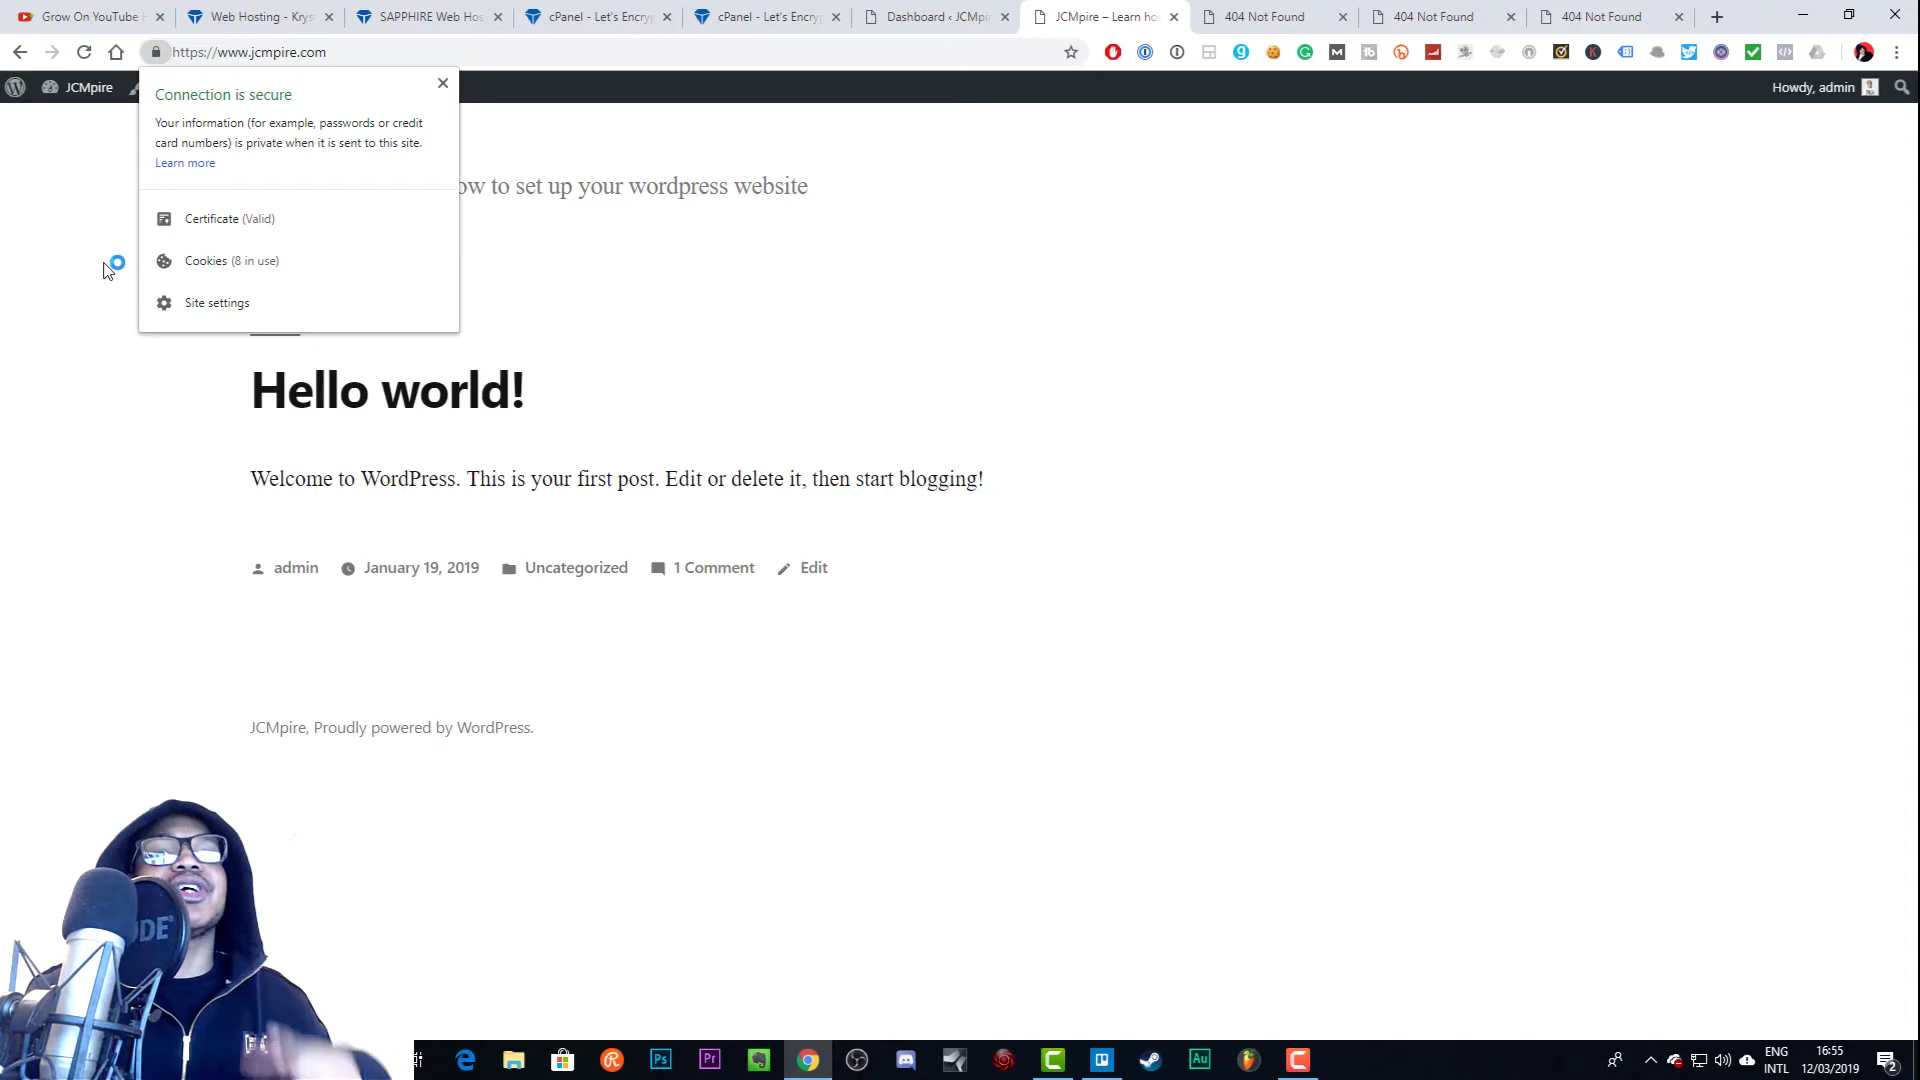 Grow On YouTube
Web Hosting - Krys
SAPPHIRE Web Hos
cPanel - Let's Encry
cPanel - Let's Encry
Dashboard ‹ JCMpi
JCMpire – Learn ho
404 Not Found
404 Not Found
404 Not Found
https://www.jcmpire.com
JCMpire
Howdy, admin
Connection is secure
Your information (for example, passwords or credit
card numbers) is private when it is sent to this site.
Learn more
Certificate (Valid)
Cookies (8 in use)
Site settings
ow to set up your wordpress website
Hello world!
Welcome to WordPress. This is your first post. Edit or delete it, then start blogging!
admin
January 19, 2019
Uncategorized
1 Comment
Edit
JCMpire, Proudly powered by WordPress.
Ps
Pr
Au
ENG
INTL
16:55
12/03/2019
2